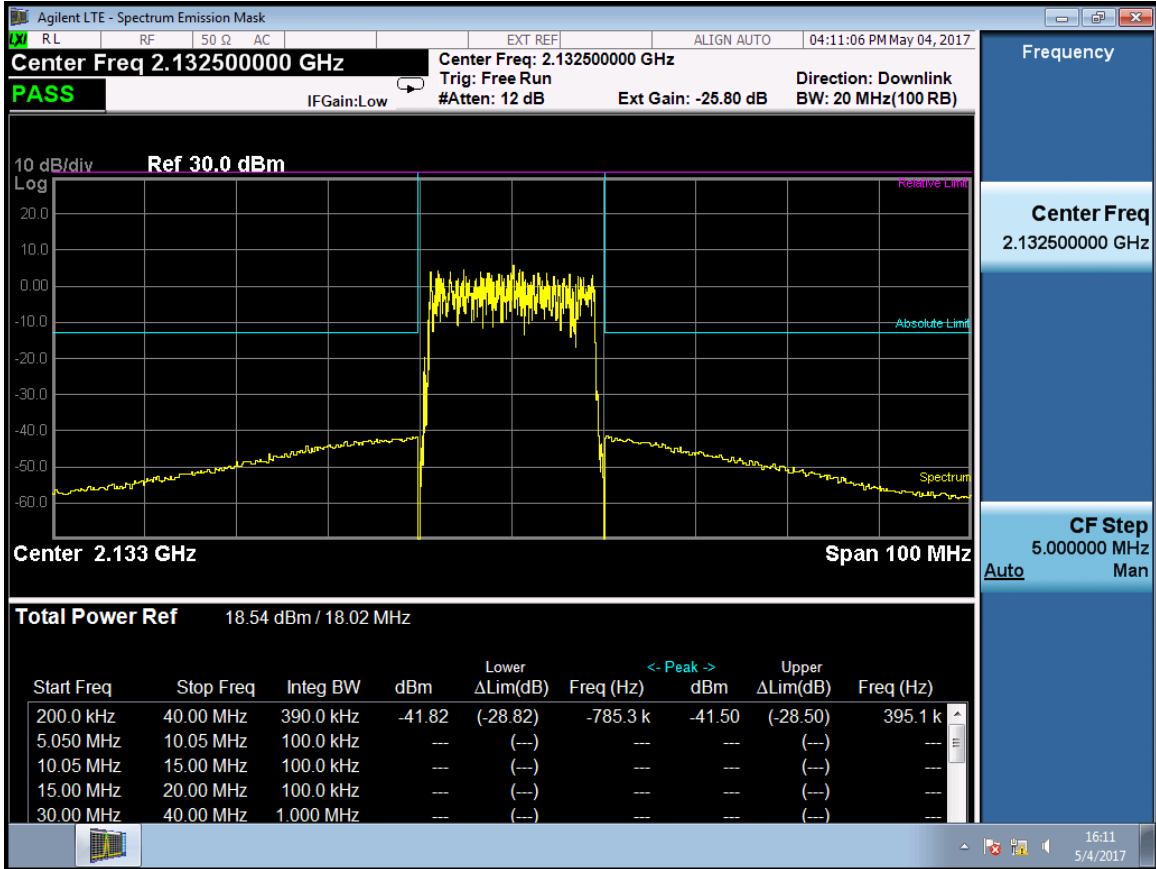 Agilent LTE - Spectrum Emission Mask
LXI RL RF 50 Ω AC EXT REF ALIGN AUTO 04:11:06 PM May 04, 2017
Center Freq 2.132500000 GHz
PASS
IFGain:Low
Center Freq: 2.132500000 GHz
Trig: Free Run
#Atten: 12 dB
Ext Gain: -25.80 dB
Direction: Downlink
BW: 20 MHz(100 RB)
10 dB/div Ref 30.0 dBm
Log
Relative Limit
20.0
10.0
0.00
-10.0
Absolute Limit
-20.0
-30.0
-40.0
-50.0
Spectrum
-60.0
Center 2.133 GHz Span 100 MHz
Total Power Ref 18.54 dBm / 18.02 MHz
Lower <- Peak -> Upper
Start Freq Stop Freq Integ BW dBm ΔLim(dB) Freq (Hz) dBm ΔLim(dB) Freq (Hz)
200.0 kHz 40.00 MHz 390.0 kHz -41.82 (-28.82) -785.3 k -41.50 (-28.50) 395.1 k
5.050 MHz 10.05 MHz 100.0 kHz --- (---) --- --- (---) ---
10.05 MHz 15.00 MHz 100.0 kHz --- (---) --- --- (---) ---
15.00 MHz 20.00 MHz 100.0 kHz --- (---) --- --- (---) ---
30.00 MHz 40.00 MHz 1.000 MHz --- (---) --- --- (---) ---
Frequency
Center Freq
2.132500000 GHz
CF Step
5.000000 MHz
Auto Man
16:11
5/4/2017